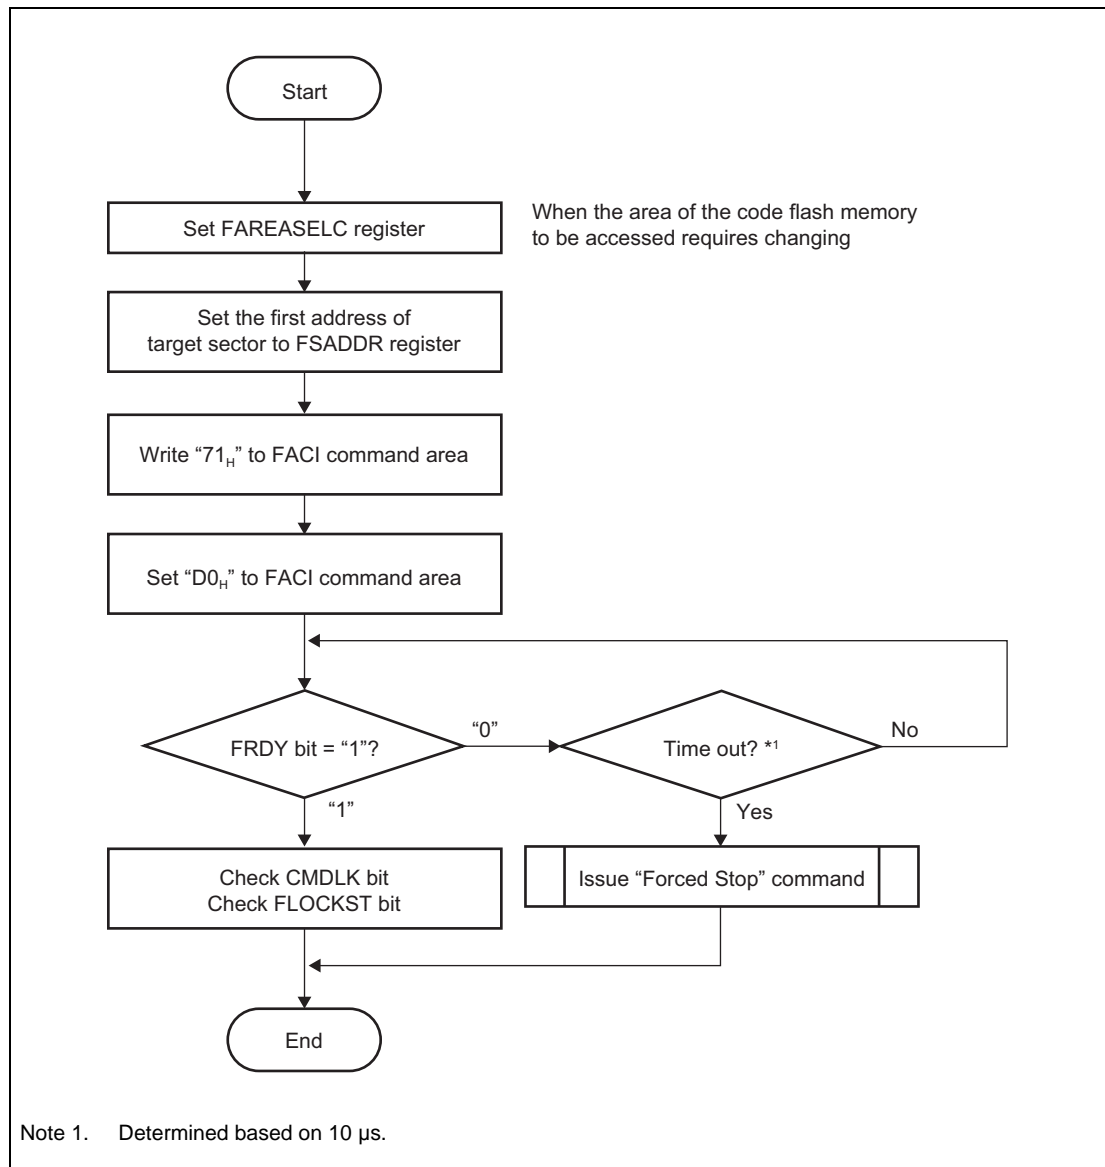 Start
Set FAREASELC register
When the area of the code flash memory
to be accessed requires changing
Set the first address of
target sector to FSADDR register
Write “71H” to FACI command area
Set “D0H” to FACI command area
FRDY bit = “1”?
“0”
Time out? *1
No
“1”
Yes
Check CMDLK bit
Check FLOCKST bit
Issue “Forced Stop” command
End
Note 1. Determined based on 10 µs.